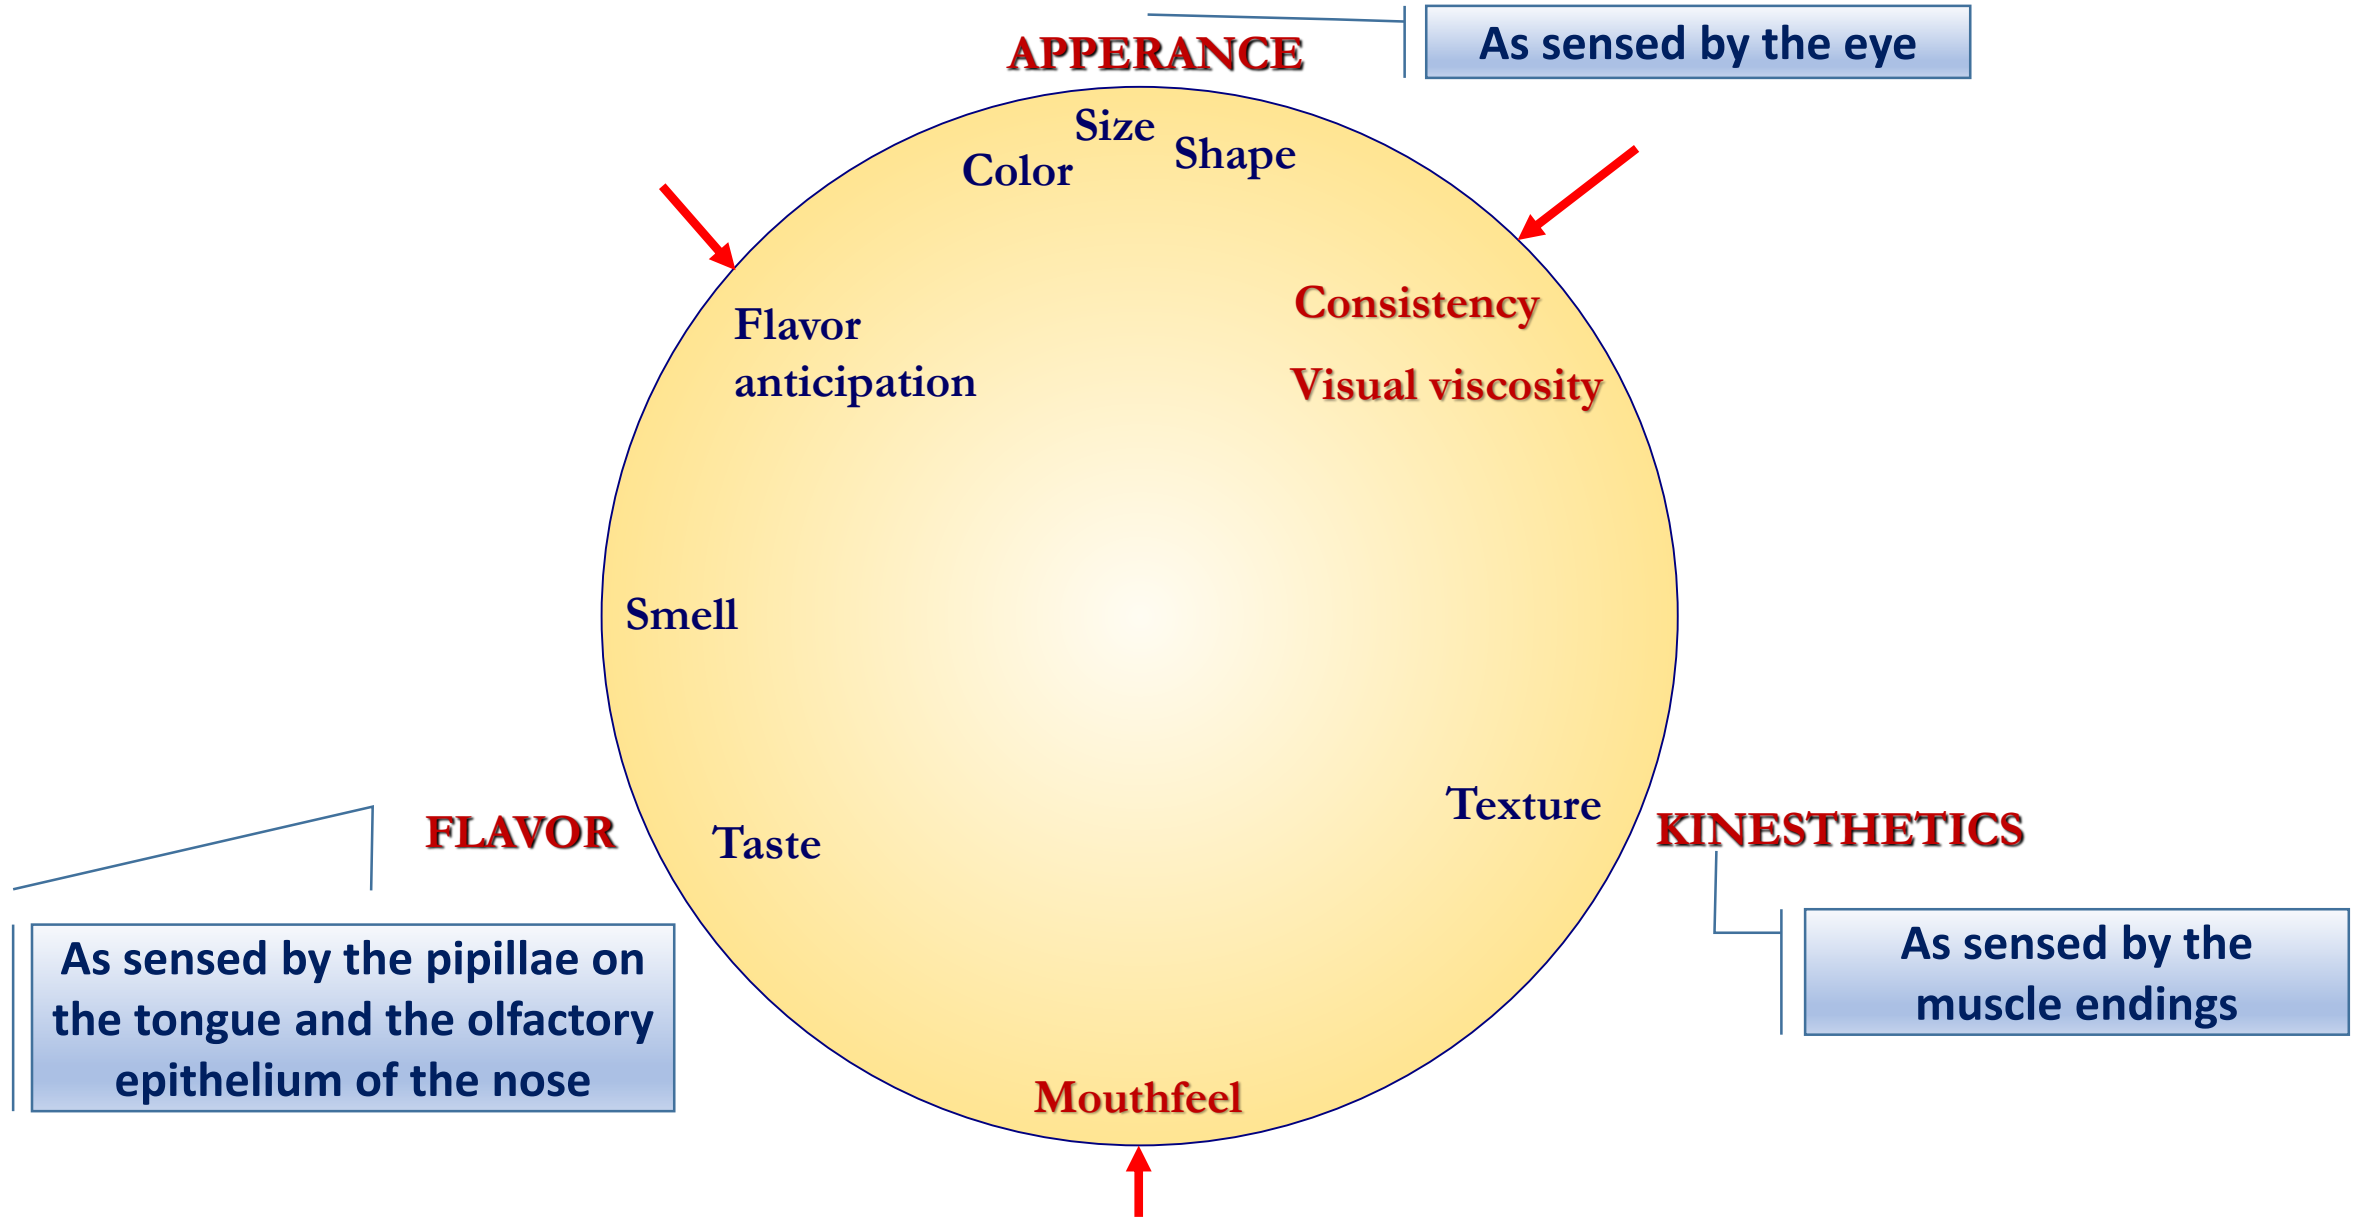 APPERANCE
As sensed by the eye
Size
Shape
Color
Consistency
Flavor
anticipation
Visual viscosity
Smell
Texture
KINESTHETICS
FLAVOR
Taste
As sensed by the
muscle endings
As sensed by the pipillae on
the tongue and the olfactory
epithelium of the nose
Mouthfeel